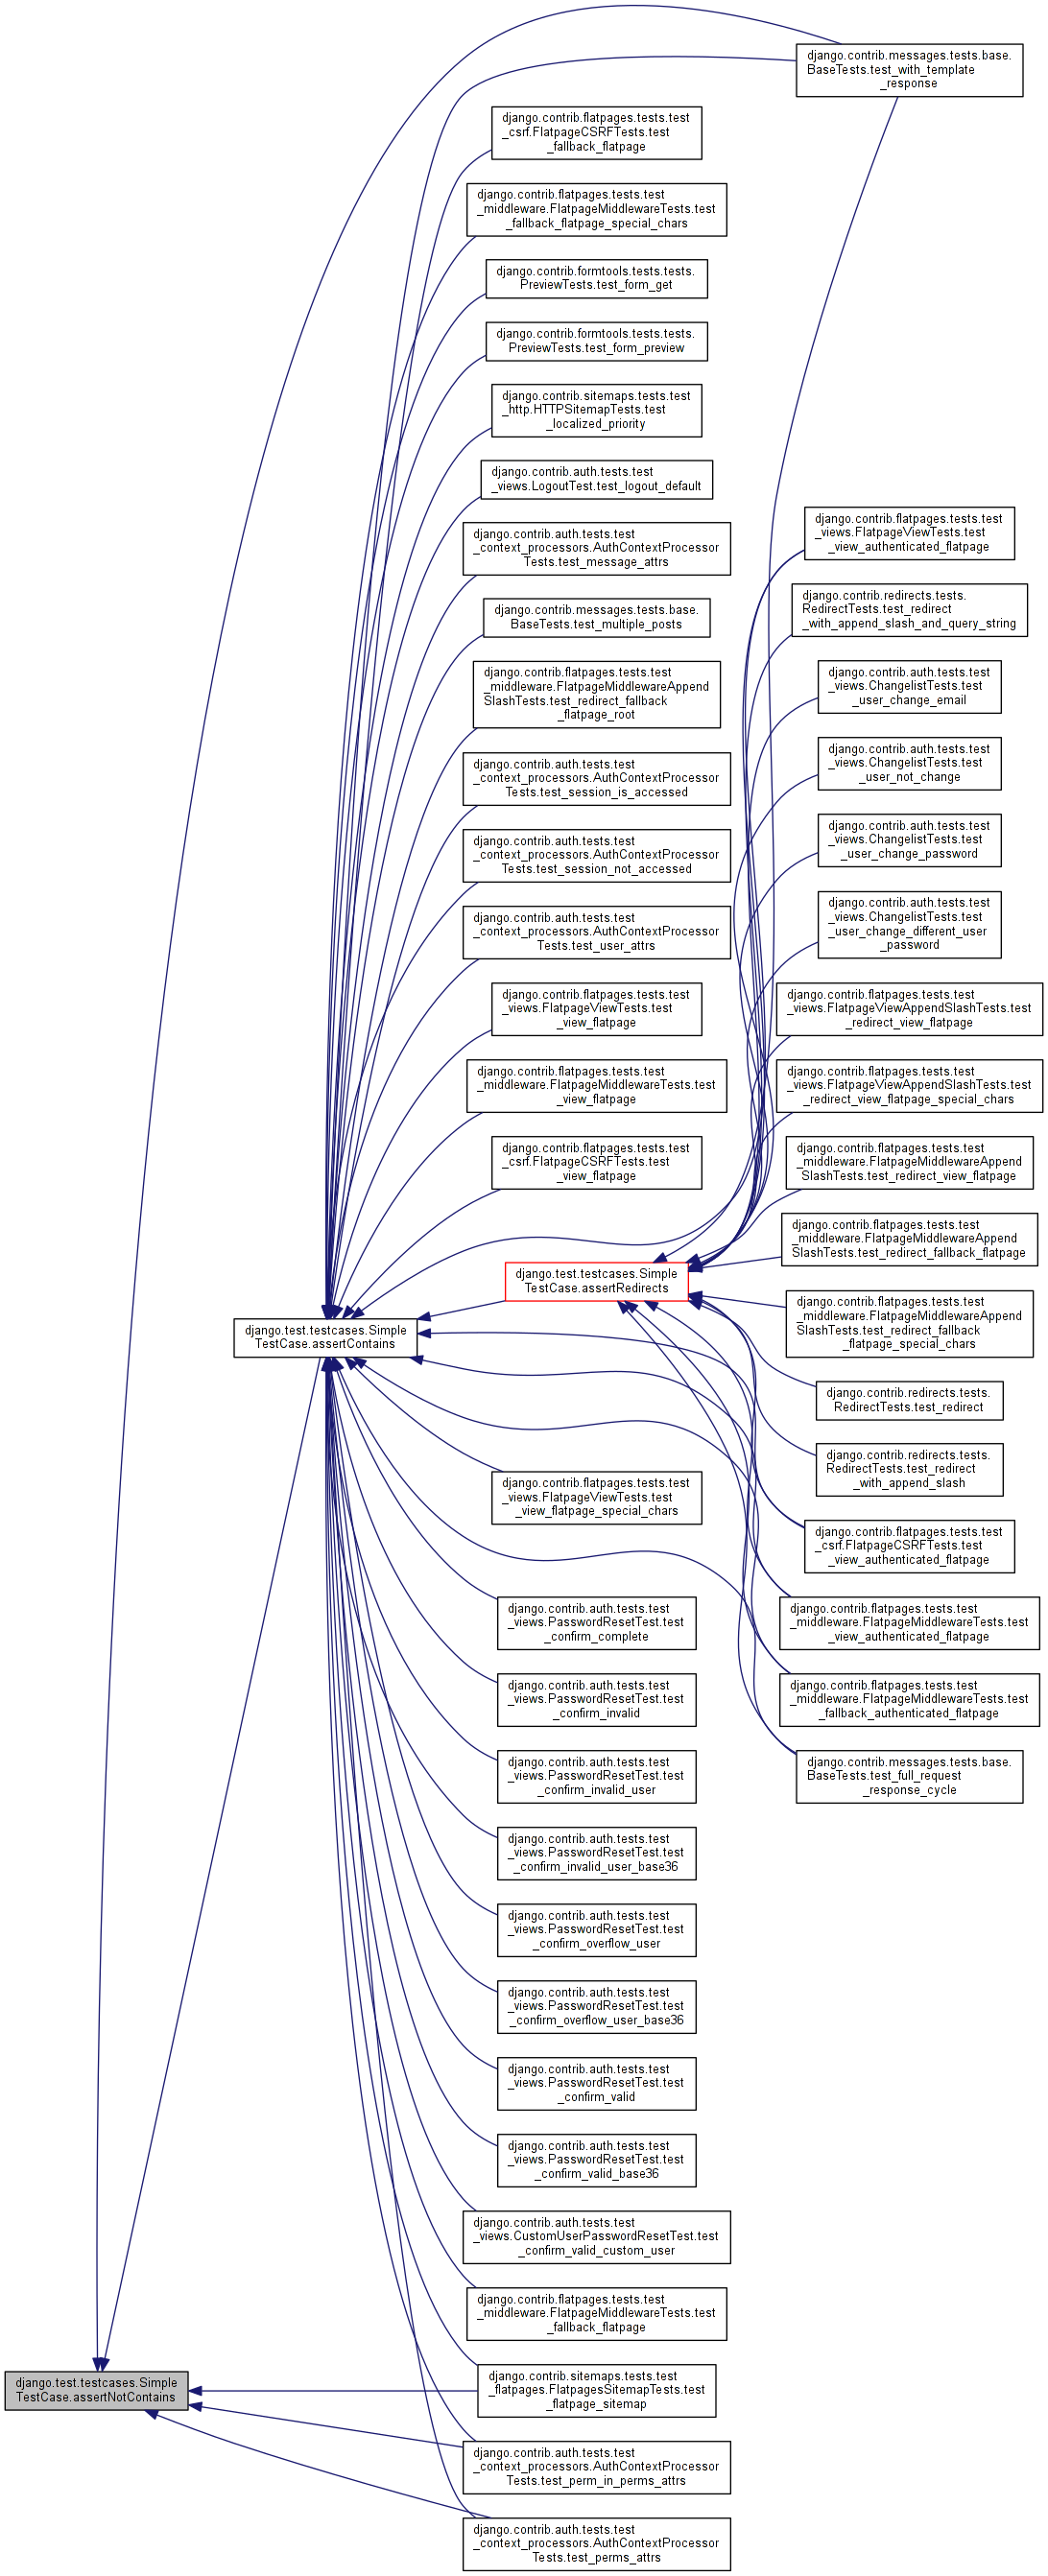 django.contrib.messages.tests.base.
BaseTests.test_with_template
_response
django.contrib.flatpages.tests.test
_csrf.FlatpageCSRFTests.test
_fallback_flatpage
django.contrib.flatpages.tests.test
_middleware.FlatpageMiddlewareTests.test
_fallback_flatpage_special_chars
django.contrib.formtools.tests.tests.
PreviewTests.test_form_get
django.contrib.formtools.tests.tests.
PreviewTests.test_form_preview
django.contrib.sitemaps.tests.test
_http.HTTPSitemapTests.test
_localized_priority
django.contrib.auth.tests.test
_views.LogoutTest.test_logout_default
django.contrib.auth.tests.test
_context_processors.AuthContextProcessor
Tests.test_message_attrs
django.contrib.messages.tests.base.
BaseTests.test_multiple_posts
django.contrib.flatpages.tests.test
_middleware.FlatpageMiddlewareAppend
SlashTests.test_redirect_fallback
_flatpage_root
django.contrib.auth.tests.test
_context_processors.AuthContextProcessor
Tests.test_session_is_accessed
django.contrib.auth.tests.test
_context_processors.AuthContextProcessor
Tests.test_session_not_accessed
django.contrib.auth.tests.test
_context_processors.AuthContextProcessor
Tests.test_user_attrs
django.contrib.flatpages.tests.test
_views.FlatpageViewTests.test
_view_flatpage
django.contrib.flatpages.tests.test
_middleware.FlatpageMiddlewareTests.test
_view_flatpage
django.contrib.flatpages.tests.test
_csrf.FlatpageCSRFTests.test
_view_flatpage
django.contrib.flatpages.tests.test
_views.FlatpageViewTests.test
_view_authenticated_flatpage
django.contrib.redirects.tests.
RedirectTests.test_redirect
_with_append_slash_and_query_string
django.contrib.auth.tests.test
_views.ChangelistTests.test
_user_change_email
django.contrib.auth.tests.test
_views.ChangelistTests.test
_user_not_change
django.contrib.auth.tests.test
_views.ChangelistTests.test
_user_change_password
django.contrib.auth.tests.test
_views.ChangelistTests.test
_user_change_different_user
_password
django.contrib.flatpages.tests.test
_views.FlatpageViewAppendSlashTests.test
_redirect_view_flatpage
django.contrib.flatpages.tests.test
_views.FlatpageViewAppendSlashTests.test
_redirect_view_flatpage_special_chars
django.contrib.flatpages.tests.test
_middleware.FlatpageMiddlewareAppend
SlashTests.test_redirect_view_flatpage
django.contrib.flatpages.tests.test
_middleware.FlatpageMiddlewareAppend
SlashTests.test_redirect_fallback_flatpage
django.test.testcases.Simple
TestCase.assertRedirects
django.contrib.flatpages.tests.test
_middleware.FlatpageMiddlewareAppend
SlashTests.test_redirect_fallback
_flatpage_special_chars
django.test.testcases.Simple
TestCase.assertContains
django.contrib.redirects.tests.
RedirectTests.test_redirect
django.contrib.redirects.tests.
RedirectTests.test_redirect
_with_append_slash
django.contrib.flatpages.tests.test
_csrf.FlatpageCSRFTests.test
_view_authenticated_flatpage
django.contrib.flatpages.tests.test
_middleware.FlatpageMiddlewareTests.test
_view_authenticated_flatpage
django.contrib.flatpages.tests.test
_middleware.FlatpageMiddlewareTests.test
_fallback_authenticated_flatpage
django.contrib.messages.tests.base.
BaseTests.test_full_request
_response_cycle
django.contrib.flatpages.tests.test
_views.FlatpageViewTests.test
_view_flatpage_special_chars
django.contrib.auth.tests.test
_views.PasswordResetTest.test
_confirm_complete
django.contrib.auth.tests.test
_views.PasswordResetTest.test
_confirm_invalid
django.contrib.auth.tests.test
_views.PasswordResetTest.test
_confirm_invalid_user
django.contrib.auth.tests.test
_views.PasswordResetTest.test
_confirm_invalid_user_base36
django.contrib.auth.tests.test
_views.PasswordResetTest.test
_confirm_overflow_user
django.contrib.auth.tests.test
_views.PasswordResetTest.test
_confirm_overflow_user_base36
django.contrib.auth.tests.test
_views.PasswordResetTest.test
_confirm_valid
django.contrib.auth.tests.test
_views.PasswordResetTest.test
_confirm_valid_base36
django.contrib.auth.tests.test
_views.CustomUserPasswordResetTest.test
_confirm_valid_custom_user
django.contrib.flatpages.tests.test
_middleware.FlatpageMiddlewareTests.test
_fallback_flatpage
django.test.testcases.Simple
TestCase.assertNotContains
django.contrib.sitemaps.tests.test
_flatpages.FlatpagesSitemapTests.test
_flatpage_sitemap
django.contrib.auth.tests.test
_context_processors.AuthContextProcessor
Tests.test_perm_in_perms_attrs
django.contrib.auth.tests.test
_context_processors.AuthContextProcessor
Tests.test_perms_attrs